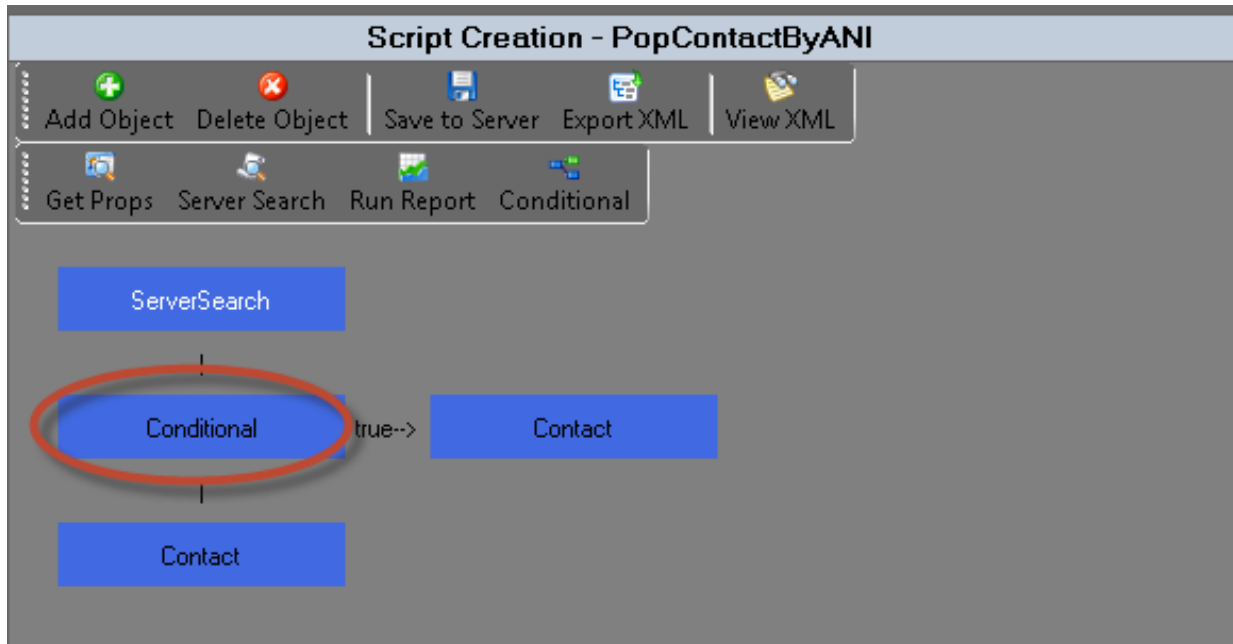 Script Creation - PopContactByANI
Add Object Delete Object Save to Server Export XML View XML
Get Props Server Search Run Report Conditional
ServerSearch
Conditional true--> Contact
Contact